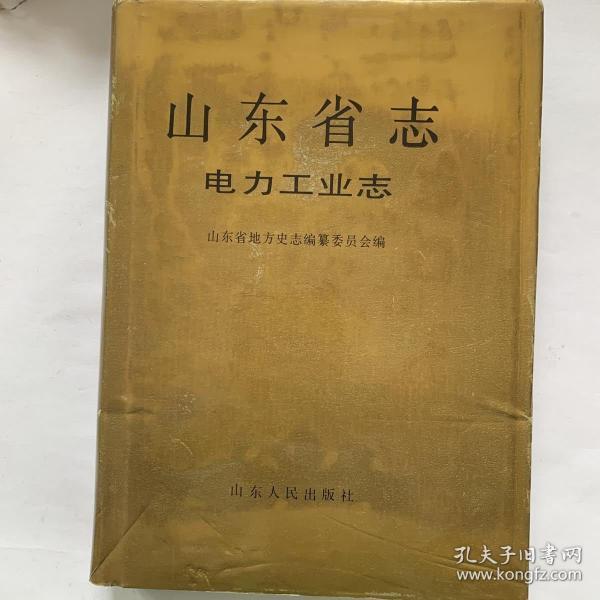 山东省志
电力工业志
山东省地方史志编纂委员会编
山东人民出版社
孔夫子旧书网
www.kongfz.com